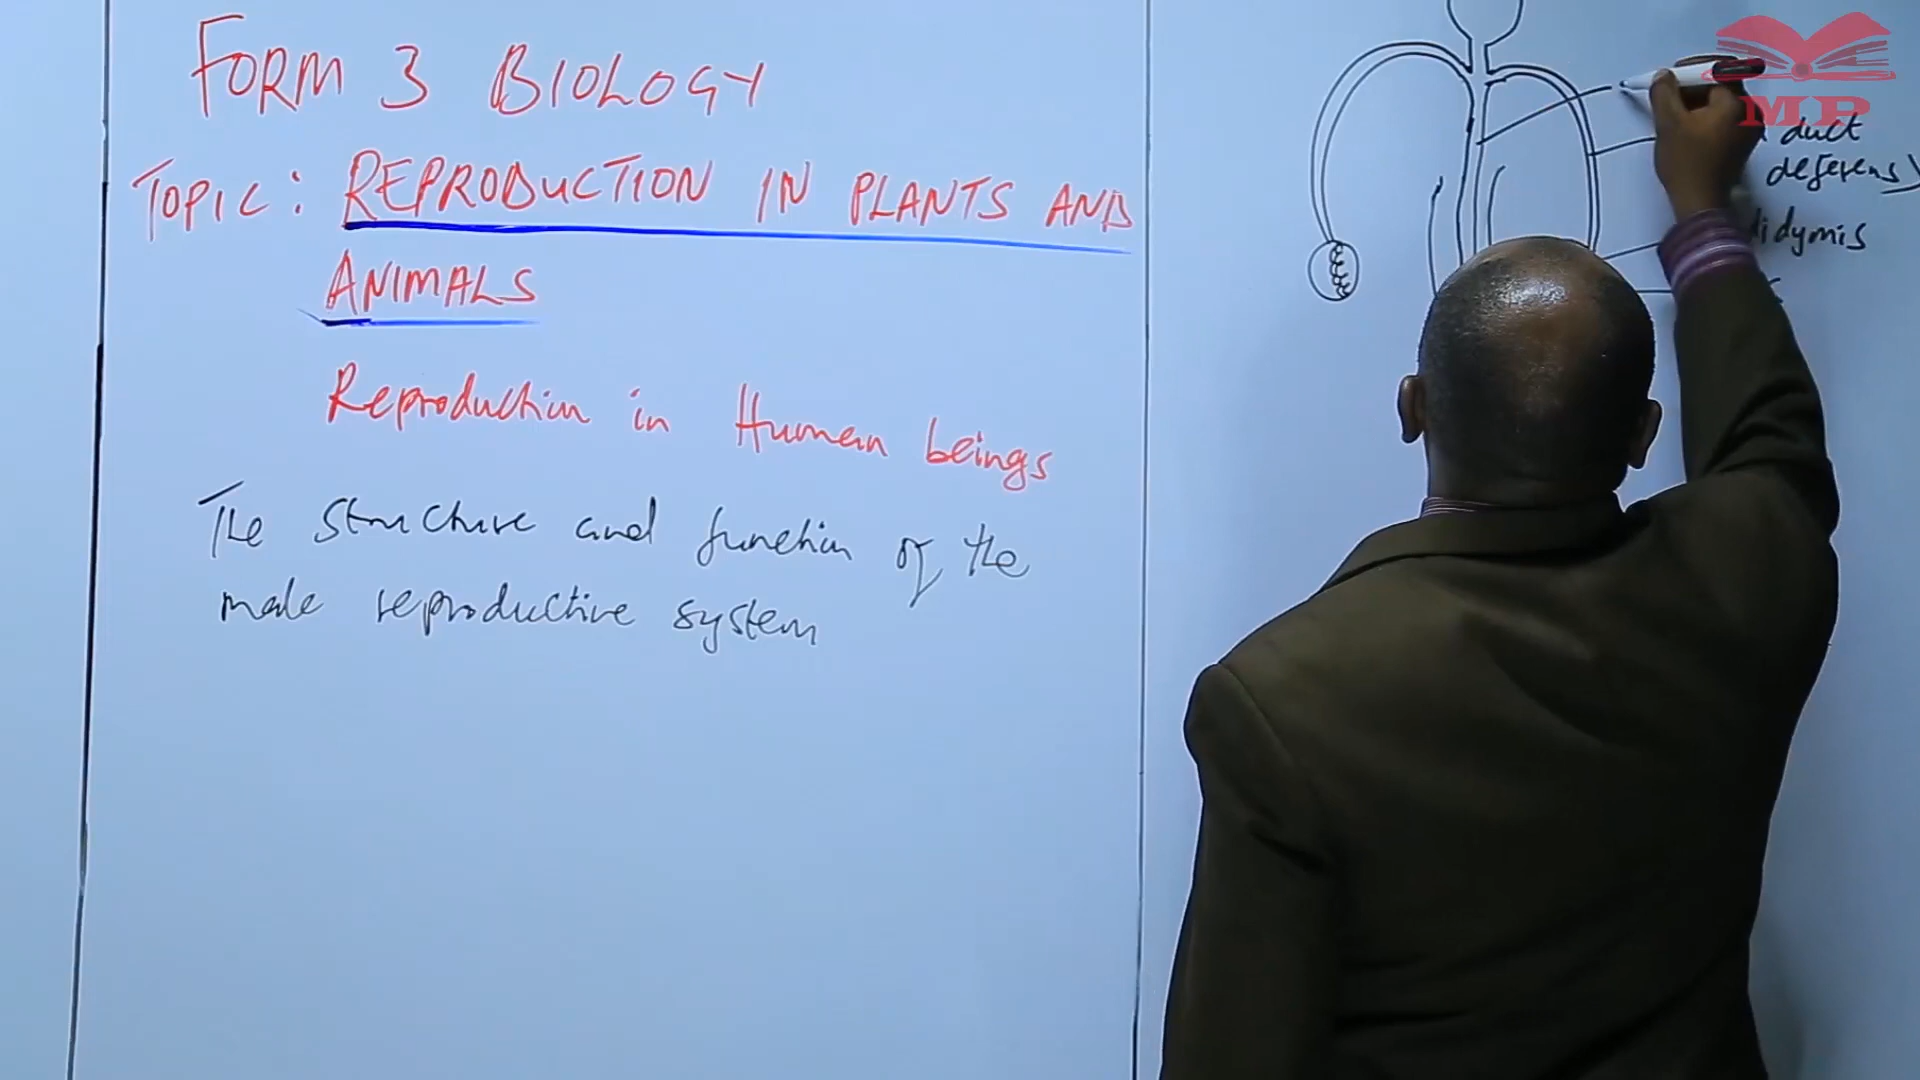 FORM 3 BIOLOGY
TOPIC: REPRODUCTION IN PLANTS AND
ANIMALS
Reproduction in Human beings
The structure and function of the
male reproductive system
MP
duct
deferens)
didymis